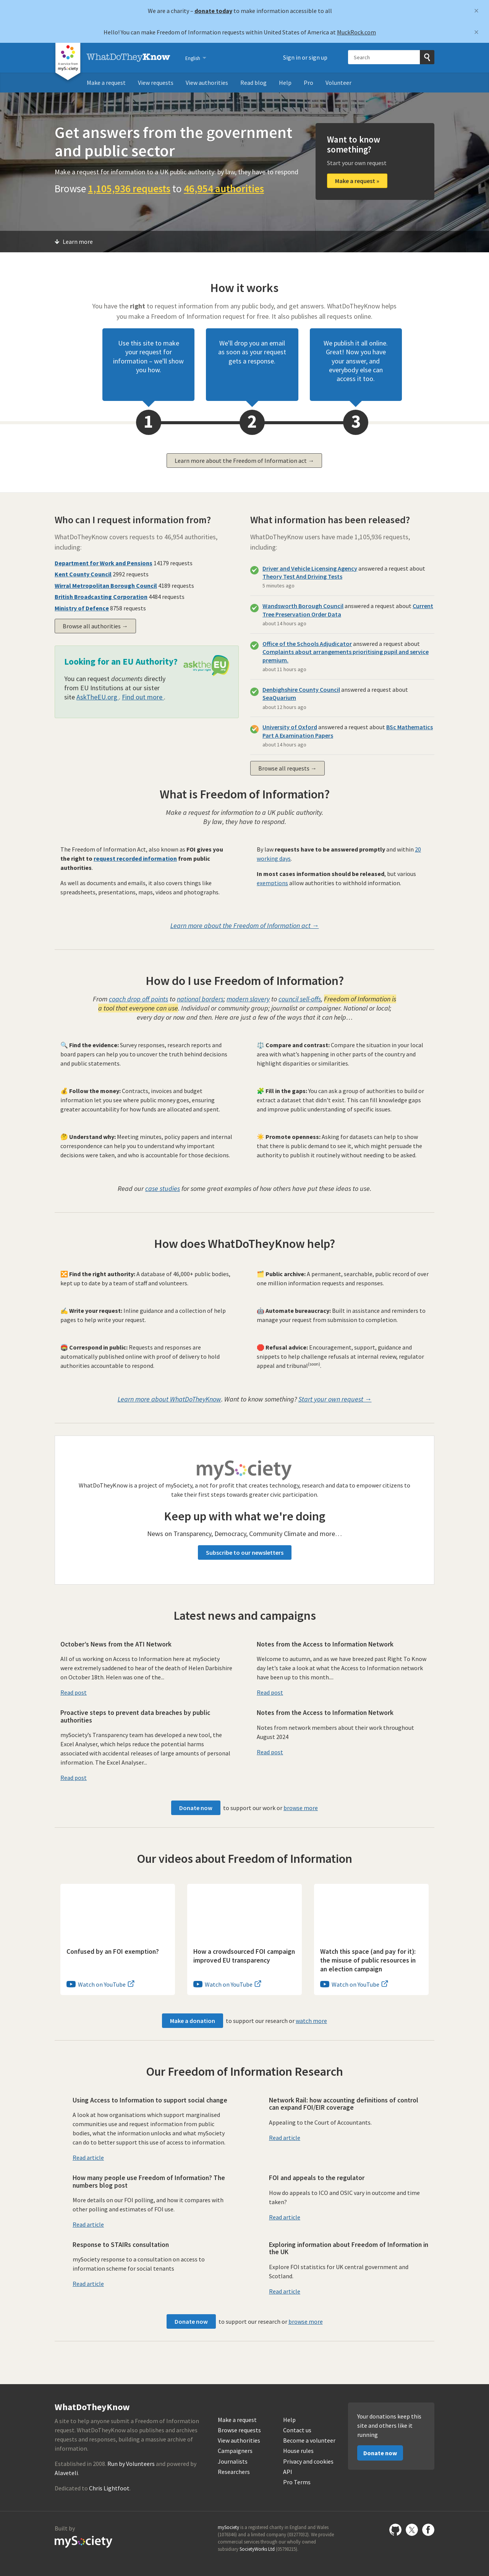 We are a charity – donate today to make information accessible to all
×
Hello! You can make Freedom of Information requests within United States of America at MuckRock.com
×
a service from
mySociety
WhatDoTheyKnow
English
Sign in or sign up
Search
Make a request
View requests
View authorities
Read blog
Help
Pro
Volunteer
Get answers from the government
and public sector
Make a request for information to a UK public authority: by law, they have to respond
Browse 1,105,936 requests to 46,954 authorities
Want to know
something?
Start your own request
Make a request »
Learn more
How it works
You have the right to request information from any public body, and get answers. WhatDoTheyKnow helps
you make a Freedom of Information request for free. It also publishes all requests online.
Use this site to make
your request for
information – we'll show
you how.
We'll drop you an email
as soon as your request
gets a response.
We publish it all online.
Great! Now you have
your answer, and
everybody else can
access it too.
1
2
3
Learn more about the Freedom of Information act →
Who can I request information from?
WhatDoTheyKnow covers requests to 46,954 authorities,
including:
Department for Work and Pensions 14179 requests
Kent County Council 2992 requests
Wirral Metropolitan Borough Council 4189 requests
British Broadcasting Corporation 4484 requests
Ministry of Defence 8758 requests
Browse all authorities →
Looking for an EU Authority?
asktheEU
You can request documents directly
from EU Institutions at our sister
site AskTheEU.org . Find out more .
What information has been released?
WhatDoTheyKnow users have made 1,105,936 requests,
including:
Driver and Vehicle Licensing Agency answered a request about
Theory Test And Driving Tests
5 minutes ago
Wandsworth Borough Council answered a request about Current
Tree Preservation Order Data
about 14 hours ago
Office of the Schools Adjudicator answered a request about
Complaints about arrangements prioritising pupil and service
premium.
about 11 hours ago
Denbighshire County Council answered a request about
SeaQuarium
about 12 hours ago
University of Oxford answered a request about BSc Mathematics
Part A Examination Papers
about 14 hours ago
Browse all requests →
What is Freedom of Information?
Make a request for information to a UK public authority.
By law, they have to respond.
The Freedom of Information Act, also known as FOI gives you
the right to request recorded information from public
authorities.
As well as documents and emails, it also covers things like
spreadsheets, presentations, maps, videos and photographs.
By law requests have to be answered promptly and within 20
working days.
In most cases information should be released, but various
exemptions allow authorities to withhold information.
Learn more about the Freedom of Information act →
How do I use Freedom of Information?
From coach drop off points to national borders; modern slavery to council sell-offs, Freedom of Information is
a tool that everyone can use. Individual or community group; journalist or campaigner. National or local;
every day or now and then. Here are just a few of the ways that it can help…
🔍 Find the evidence: Survey responses, research reports and
board papers can help you to uncover the truth behind decisions
and public statements.
⚖️ Compare and contrast: Compare the situation in your local
area with what's happening in other parts of the country and
highlight disparities or similarities.
💰 Follow the money: Contracts, invoices and budget
information let you see where public money goes, ensuring
greater accountability for how funds are allocated and spent.
🧩 Fill in the gaps: You can ask a group of authorities to build or
extract a dataset that didn't exist. This can fill knowledge gaps
and improve public understanding of specific issues.
🤔 Understand why: Meeting minutes, policy papers and internal
correspondence can help you to understand why important
decisions were taken, and who is accountable for those decisions.
☀️ Promote openness: Asking for datasets can help to show
that there is public demand to see it, which might persuade the
authority to publish it routinely without needing to be asked.
Read our case studies for some great examples of how others have put these ideas to use.
How does WhatDoTheyKnow help?
🔀 Find the right authority: A database of 46,000+ public bodies,
kept up to date by a team of staff and volunteers.
🗂️ Public archive: A permanent, searchable, public record of over
one million information requests and responses.
✍️ Write your request: Inline guidance and a collection of help
pages to help write your request.
🤖 Automate bureaucracy: Built in assistance and reminders to
manage your request from submission to completion.
Correspond in public: Requests and responses are
automatically published online with proof of delivery to hold
authorities accountable to respond.
🛑 Refusal advice: Encouragement, support, guidance and
snippets to help challenge refusals at internal review, regulator
appeal and tribunal(soon)
Learn more about WhatDoTheyKnow. Want to know something? Start your own request →
mySociety
WhatDoTheyKnow is a project of mySociety, a not for profit that creates technology, research and data to empower citizens to
take their first steps towards greater civic participation.
Keep up with what we're doing
News on Transparency, Democracy, Community Climate and more…
Subscribe to our newsletters
Latest news and campaigns
October's News from the ATI Network
All of us working on Access to Information here at mySociety
were extremely saddened to hear of the death of Helen Darbishire
on October 18th. Helen was one of the...
Read post
Notes from the Access to Information Network
Welcome to autumn, and as we have breezed past Right To Know
day let's take a look at what the Access to Information network
have been up to this month....
Read post
Proactive steps to prevent data breaches by public
authorities
mySociety's Transparency team has developed a new tool, the
Excel Analyser, which helps reduce the potential harms
associated with accidental releases of large amounts of personal
information. The Excel Analyser...
Read post
Notes from the Access to Information Network
Notes from network members about their work throughout
August 2024
Read post
Donate now to support our work or browse more
Our videos about Freedom of Information
Confused by an FOI exemption?
Watch on YouTube
How a crowdsourced FOI campaign
improved EU transparency
Watch on YouTube
Watch this space (and pay for it):
the misuse of public resources in
an election campaign
Watch on YouTube
Make a donation to support our research or watch more
Our Freedom of Information Research
Using Access to Information to support social change
A look at how organisations which support marginalised
communities use and request information from public
bodies, what the information unlocks and what mySociety
can do to better support this use of access to information.
Read article
Network Rail: how accounting definitions of control
can expand FOI/EIR coverage
Appealing to the Court of Accountants.
Read article
How many people use Freedom of Information? The
numbers blog post
More details on our FOI polling, and how it compares with
other polling and estimates of FOI use.
Read article
FOI and appeals to the regulator
How do appeals to ICO and OSIC vary in outcome and time
taken?
Read article
Response to STAIRs consultation
mySociety response to a consultation on access to
information scheme for social tenants
Read article
Exploring information about Freedom of Information in
the UK
Explore FOI statistics for UK central government and
Scotland.
Read article
Donate now to support our research or browse more
WhatDoTheyKnow
A site to help anyone submit a Freedom of Information
request. WhatDoTheyKnow also publishes and archives
requests and responses, building a massive archive of
information.
Established in 2008. Run by Volunteers and powered by
Alaveteli.
Dedicated to Chris Lightfoot.
Make a request
Browse requests
View authorities
Campaigners
Journalists
Researchers
Help
Contact us
Become a volunteer
House rules
Privacy and cookies
API
Pro Terms
Your donations keep this
site and others like it
running
Donate now
Built by
mySociety
mySociety is a registered charity in England and Wales
(1076346) and a limited company (03277032). We provide
commercial services through our wholly owned
subsidiary SocietyWorks Ltd (05798215).